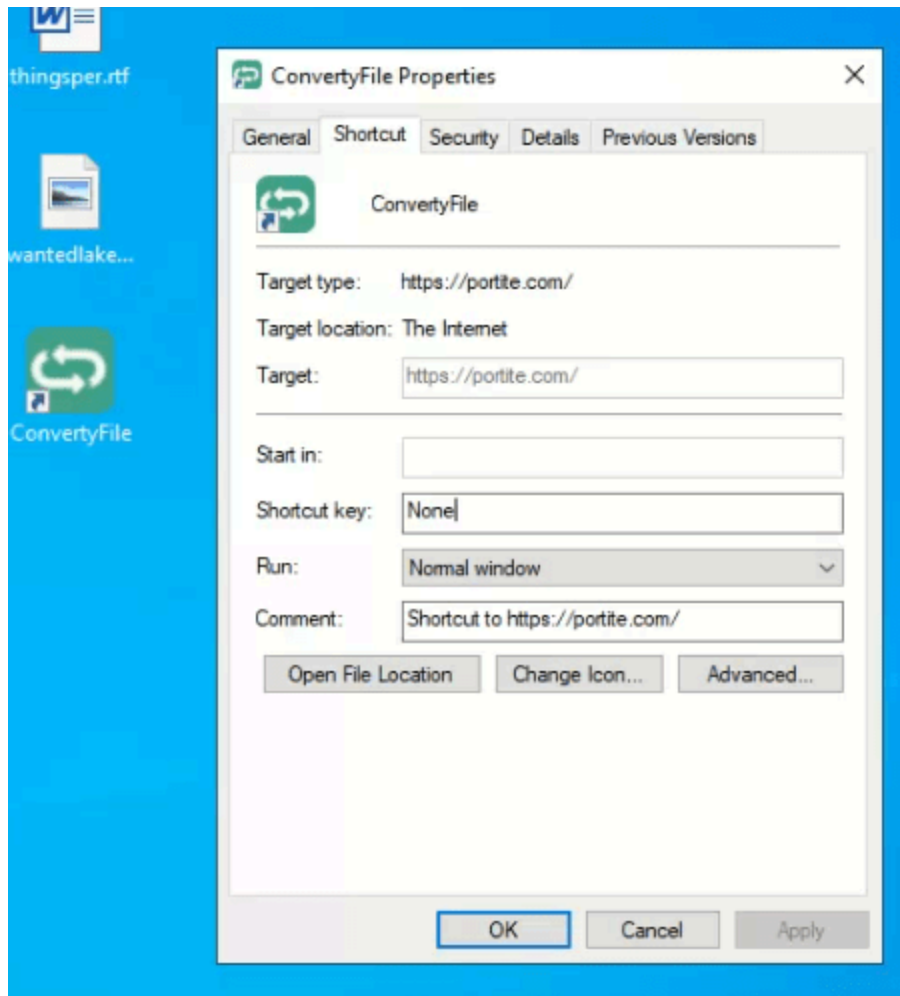 thingsper.rtf
wantedlake...
ConvertyFile
ConvertyFile Properties
General Shortcut Security Details Previous Versions
ConvertyFile
Target type: https://portite.com/
Target location: The Internet
Target: https://portite.com/
Start in:
Shortcut key: None
Run: Normal window
Comment: Shortcut to https://portite.com/
Open File Location Change Icon... Advanced...
OK Cancel Apply